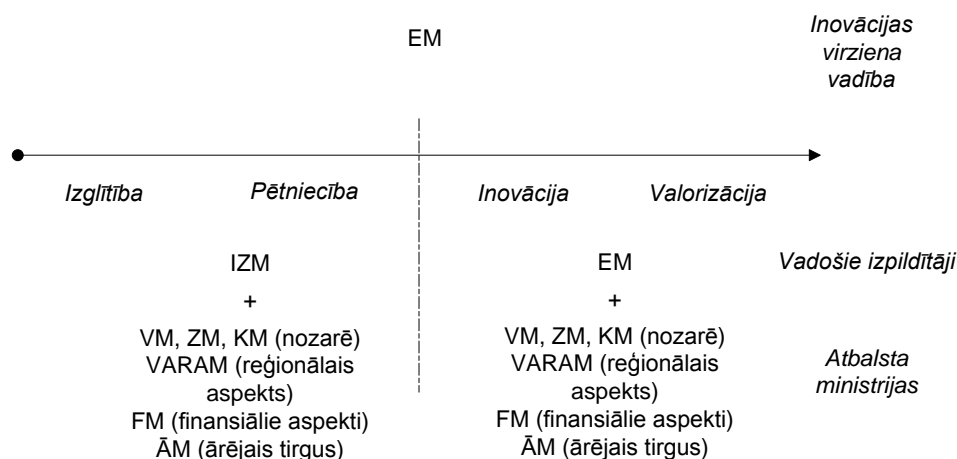 EM
Inovācijas
virziena
vadība
Izglītība
Pētniecība
Inovācija
Valorizācija
IZM
EM
Vadošie izpildītāji
+
+
VM, ZM, KM (nozarē)
VARAM (reģionālais
aspekts)
FM (finansiālie aspekti)
ĀM (ārējais tirgus)
VM, ZM, KM (nozarē)
VARAM (reģionālais
aspekts)
FM (finansiālie aspekti)
ĀM (ārējais tirgus)
Atbalsta
ministrijas